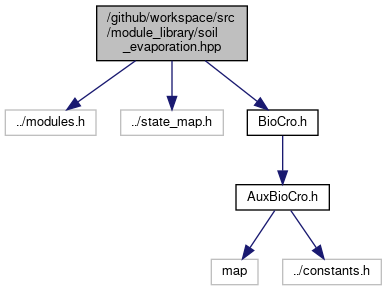 /github/workspace/src
/module_library/soil
_evaporation.hpp
../modules.h
../state_map.h
BioCro.h
AuxBioCro.h
map
../constants.h